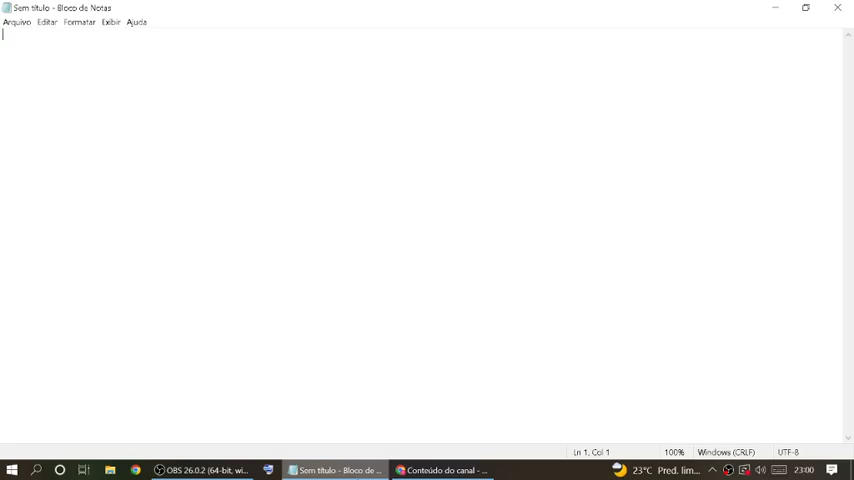 Sem título - Bloco de Notas
Arquivo Editar Formatar Exibir Ajuda
Ln 1, Col 1 100% Windows (CRLF) UTF-8
OBS 26.0.2 (64-bit, wi... Sem título - Bloco de ... Conteúdo do canal - ... 23°C Pred. lim... 23:00